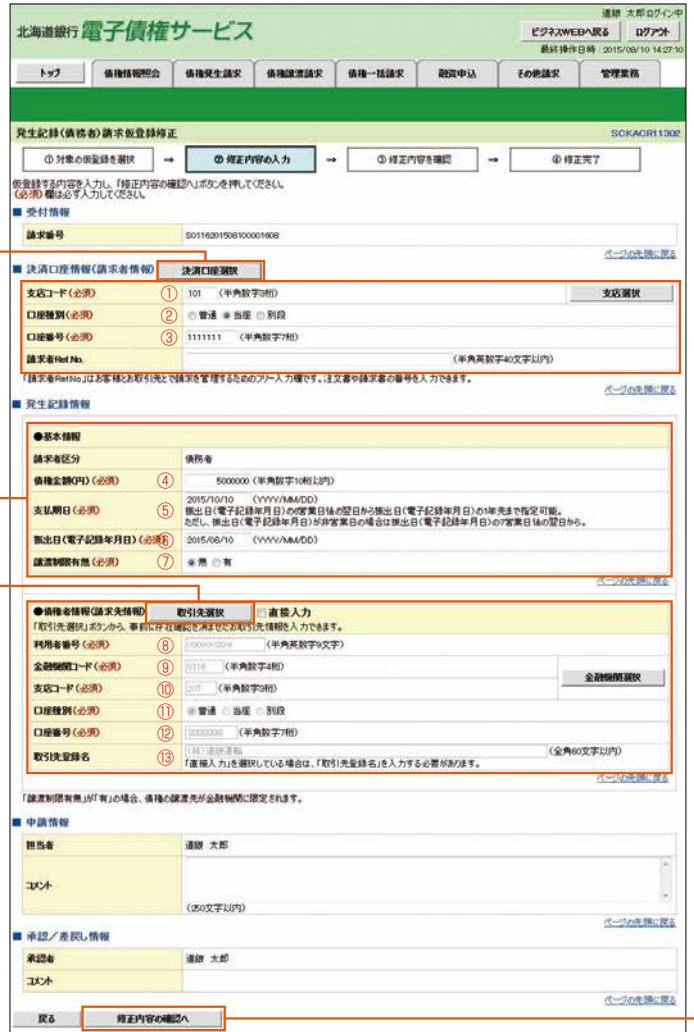 道銀 太郎ログイン中
北海道銀行 電子債権サービス
ビジネスWEBへ戻る ログアウト
最終操作日時：2015/08/10 14:27:10
トップ 債権情報照会 債権発生請求 債権譲渡請求 債権一括請求 融資申込 その他請求 管理業務
発生記録(債務者)請求仮登録修正 SCKACR11302
① 対象の仮登録を選択 → ② 修正内容の入力 → ③ 修正内容を確認 → ④ 修正完了
仮登録する内容を入力し、「修正内容の確認へ」ボタンを押してください。
(必須)欄は必ず入力してください。
■ 受付情報
請求番号 S0116201508100001608
ページの先頭に戻る
■ 決済口座情報(請求者情報) 決済口座選択
支店コード(必須) ① 101 (半角数字3桁) 支店選択
口座種別(必須) ② 普通 当座 別段
口座番号(必須) ③ 1111111 (半角数字7桁)
請求者Ref.No. (半角英数字40文字以内)
「請求者Ref.No.」はお客様とお取引先とで請求を管理するためのフリー入力欄です。注文書や請求書の番号を入力できます。
ページの先頭に戻る
■ 発生記録情報
●基本情報
請求者区分 債務者
債権金額(円)(必須) ④ 5000000 (半角数字10桁以内)
支払期日(必須) ⑤ 2015/10/10 (YYYY/MM/DD)
振出日(電子記録年月日)の6営業日後の翌日から振出日(電子記録年月日)の1年先まで指定可能。
ただし、振出日(電子記録年月日)が非営業日の場合は振出日(電子記録年月日)の7営業日後の翌日から。
振出日(電子記録年月日)(必須) ⑥ 2015/08/10 (YYYY/MM/DD)
譲渡制限有無(必須) ⑦ 無 有
ページの先頭に戻る
●債権者情報(請求先情報) 取引先選択 直接入力
「取引先選択」ボタンから、事前に存在確認を済ませたお取引先情報を入力できます。
利用者番号(必須) ⑧ (半角英数字9文字)
金融機関コード(必須) ⑨ 0116 (半角数字4桁) 金融機関選択
支店コード(必須) ⑩ 207 (半角数字3桁)
口座種別(必須) ⑪ 普通 当座 別段
口座番号(必須) ⑫ (半角数字7桁)
取引先登録名 ⑬ (株)道銀運輸 (全角60文字以内)
「直接入力」を選択している場合は、「取引先登録名」を入力する必要があります。
ページの先頭に戻る
「譲渡制限有無」が「有」の場合、債権の譲渡先が金融機関に限定されます。
■ 申請情報
担当者 道銀 太郎
コメント
(250文字以内)
ページの先頭に戻る
■ 承認／差戻し情報
承認者 道銀 太郎
コメント
ページの先頭に戻る
戻る 修正内容の確認へ